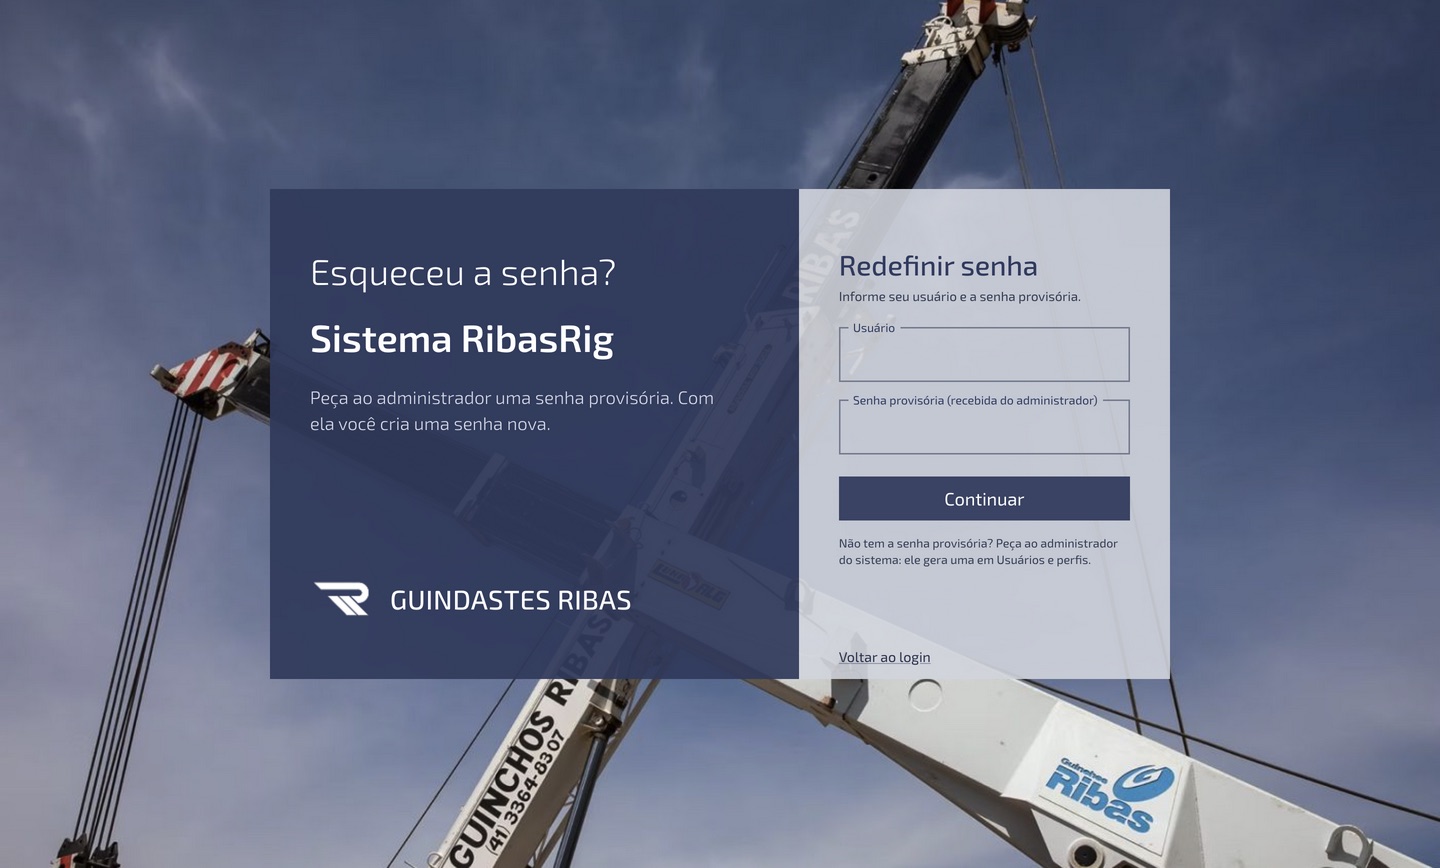 Esqueceu a senha?
Sistema RibasRig
Peça ao administrador uma senha provisória. Com
ela você cria uma senha nova.
GUINDASTES RIBAS
Redefinir senha
Informe seu usuário e a senha provisória.
Usuário
Senha provisória (recebida do administrador)
Continuar
Não tem a senha provisória? Peça ao administrador
do sistema: ele gera uma em Usuários e perfis.
Voltar ao login
RIBAS
GUINCHOS RIBAS
(41) 3364-8307
Guinchos
Ribas